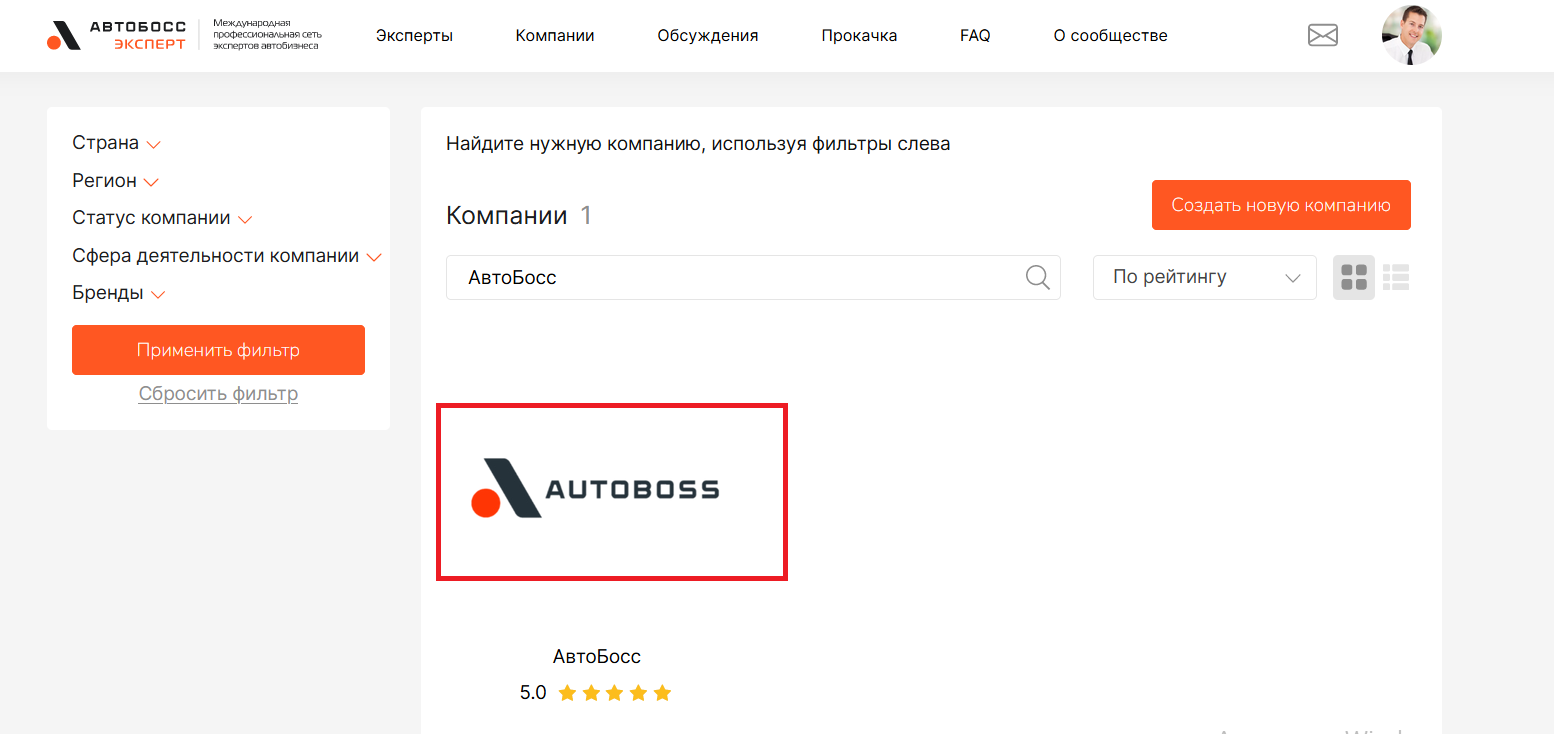 АВТОБОСС
ЭКСПЕРТ
Международная
профессиональная сеть
экспертов автобизнеса
Эксперты
Компании
Обсуждения
Прокачка
FAQ
О сообществе
Страна
Регион
Статус компании
Сфера деятельности компании
Бренды
Применить фильтр
Сбросить фильтр
Найдите нужную компанию, используя фильтры слева
Компании 1
Создать новую компанию
АвтоБосс
По рейтингу
AUTOBOSS
АвтоБосс
5.0